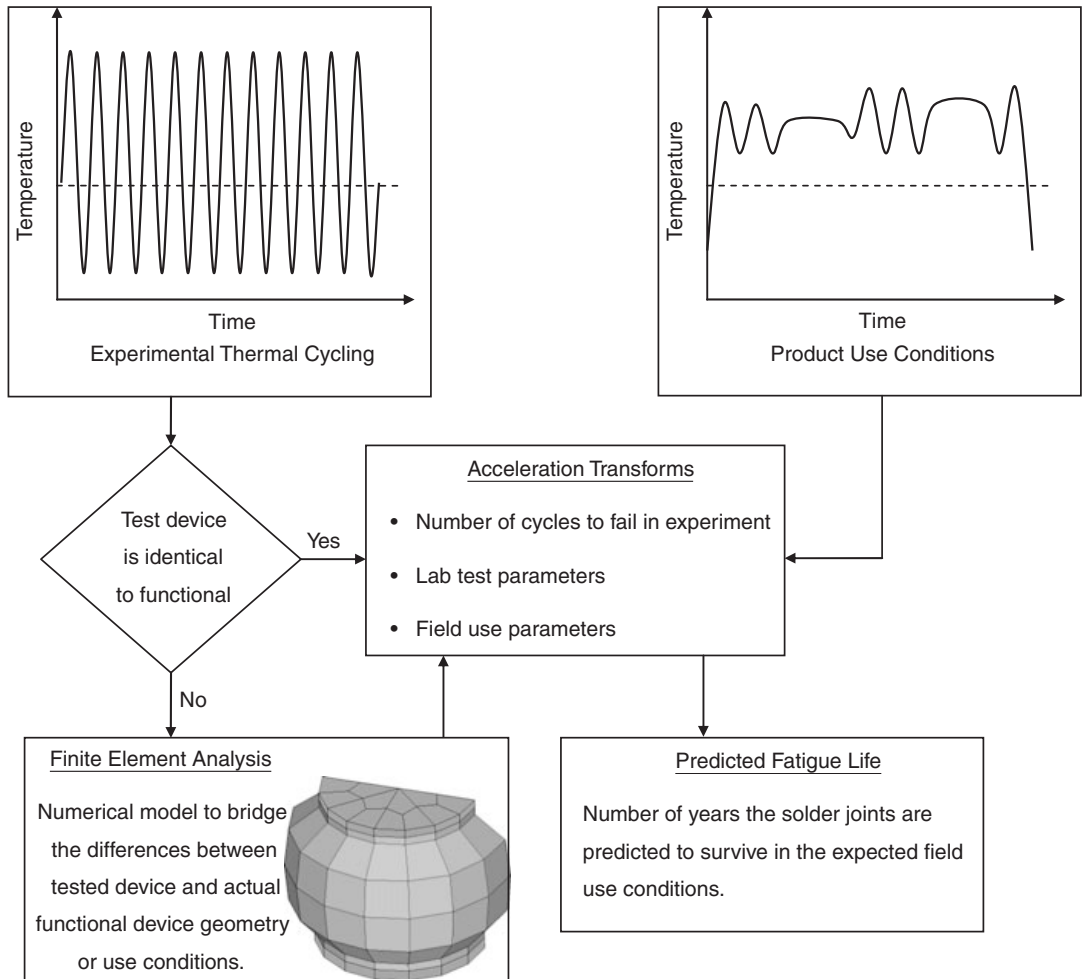 Temperature
Time
Experimental Thermal Cycling
Temperature
Time
Product Use Conditions
Test device
is identical
to functional
Yes
No
Acceleration Transforms
• Number of cycles to fail in experiment
• Lab test parameters
• Field use parameters
Finite Element Analysis
Numerical model to bridge
the differences between
tested device and actual
functional device geometry
or use conditions.
Predicted Fatigue Life
Number of years the solder joints are
predicted to survive in the expected field
use conditions.